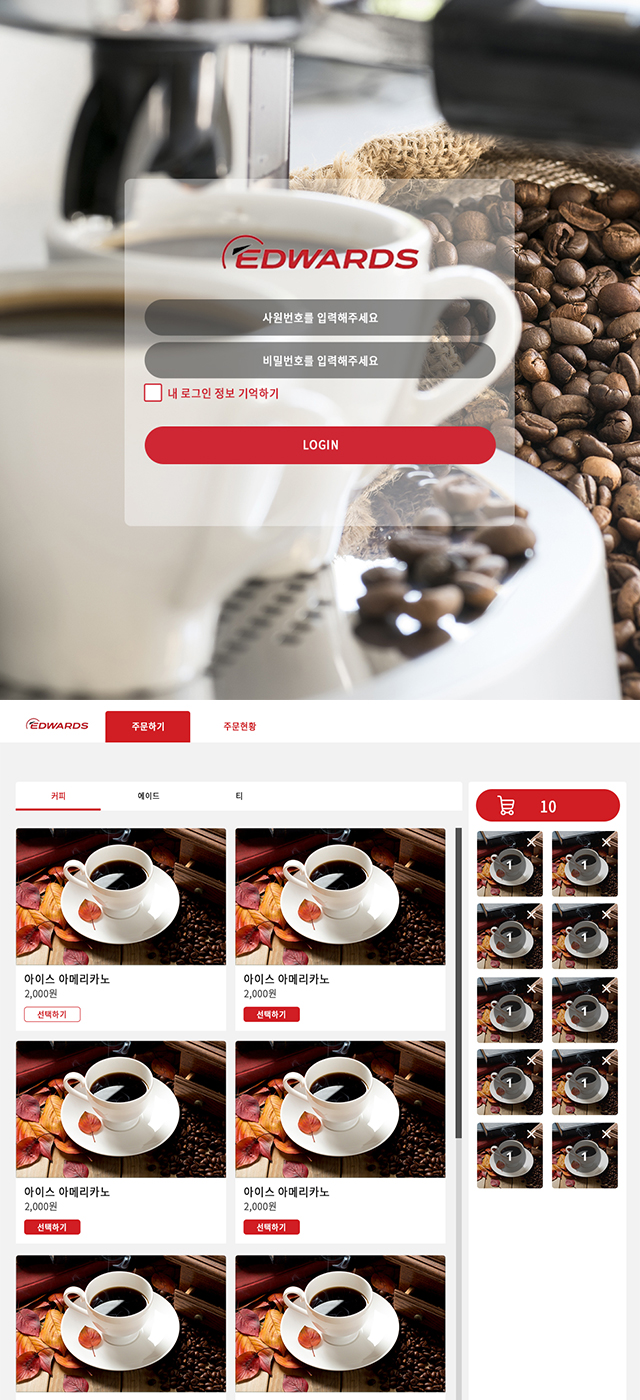 EDWARDS
사원번호를 입력해주세요
비밀번호를 입력해주세요
내 로그인 정보 기억하기
LOGIN
EDWARDS
주문하기
주문현황
커피
에이드
티
10
1
1
1
1
1
1
1
1
1
1
아이스 아메리카노
2,000원
선택하기
아이스 아메리카노
2,000원
선택하기
아이스 아메리카노
2,000원
선택하기
아이스 아메리카노
2,000원
선택하기